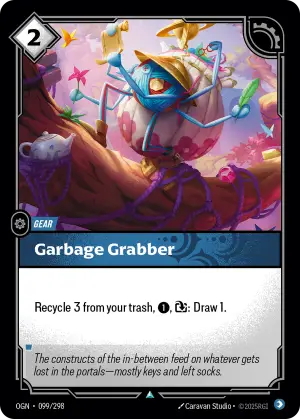 2
GEAR
Garbage Grabber
Recycle 3 from your trash, 1, : Draw 1.
The constructs of the in-between feed on whatever gets
lost in the portals—mostly keys and left socks.
OGN • 099/298
Caravan Studio • ©2025RGI